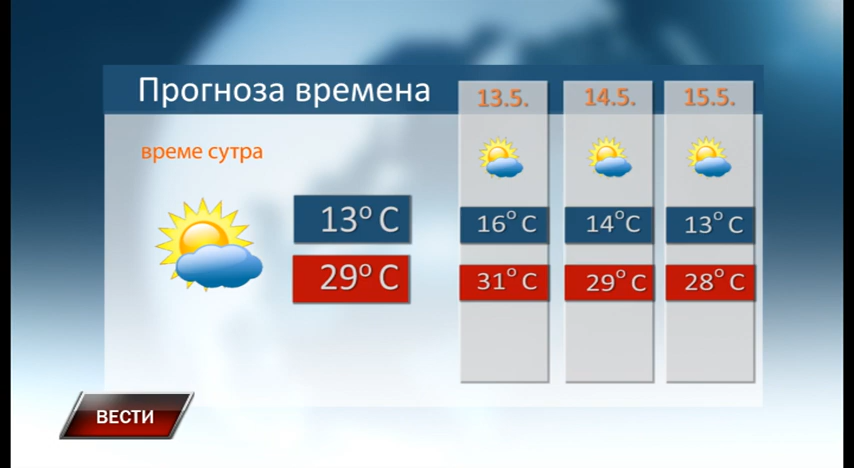 Прогноза времена
време сутра
13° C
29° C
13.5.
16° C
31° C
14.5.
14°C
29° C
15.5.
13° C
28° C
ВЕСТИ